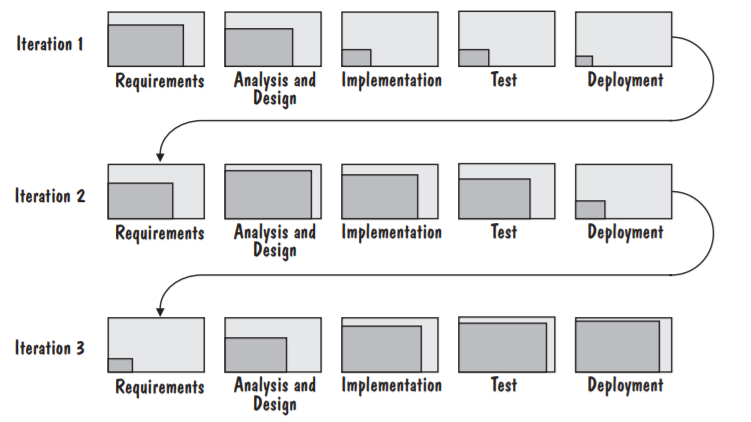 Iteration 1
Requirements
Analysis and
Design
Implementation
Test
Deployment
Iteration 2
Requirements
Analysis and
Design
Implementation
Test
Deployment
Iteration 3
Requirements
Analysis and
Design
Implementation
Test
Deployment